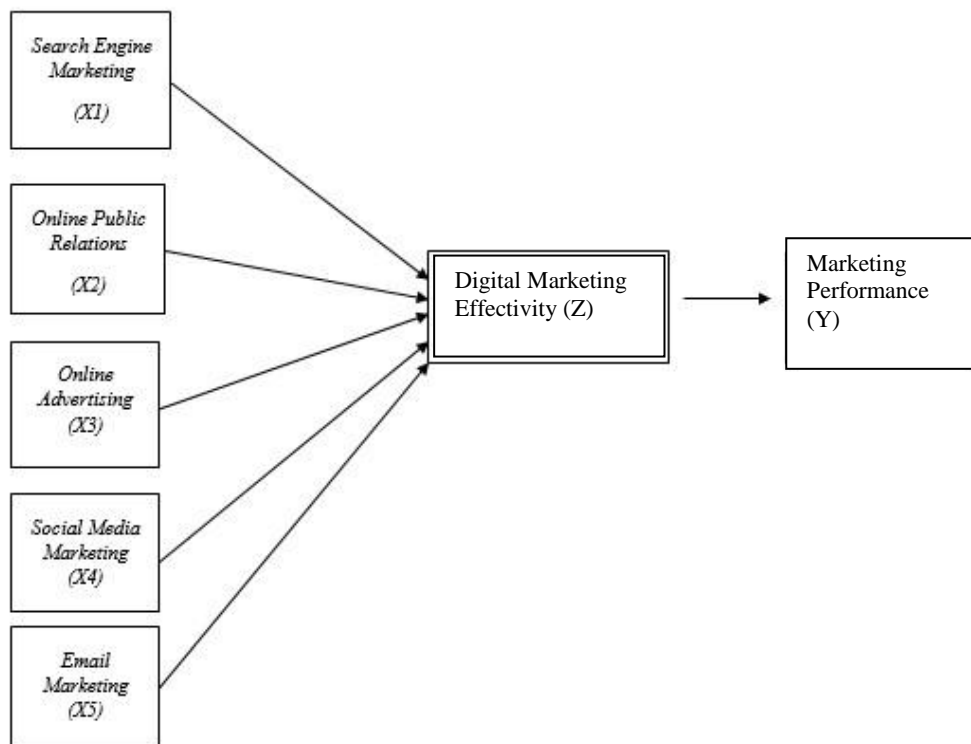 Search Engine
Marketing
(X1)
Online Public
Relations
(X2)
Online
Advertising
(X3)
Social Media
Marketing
(X4)
Email
Marketing
(X5)
Digital Marketing
Effectivity (Z)
Marketing
Performance
(Y)